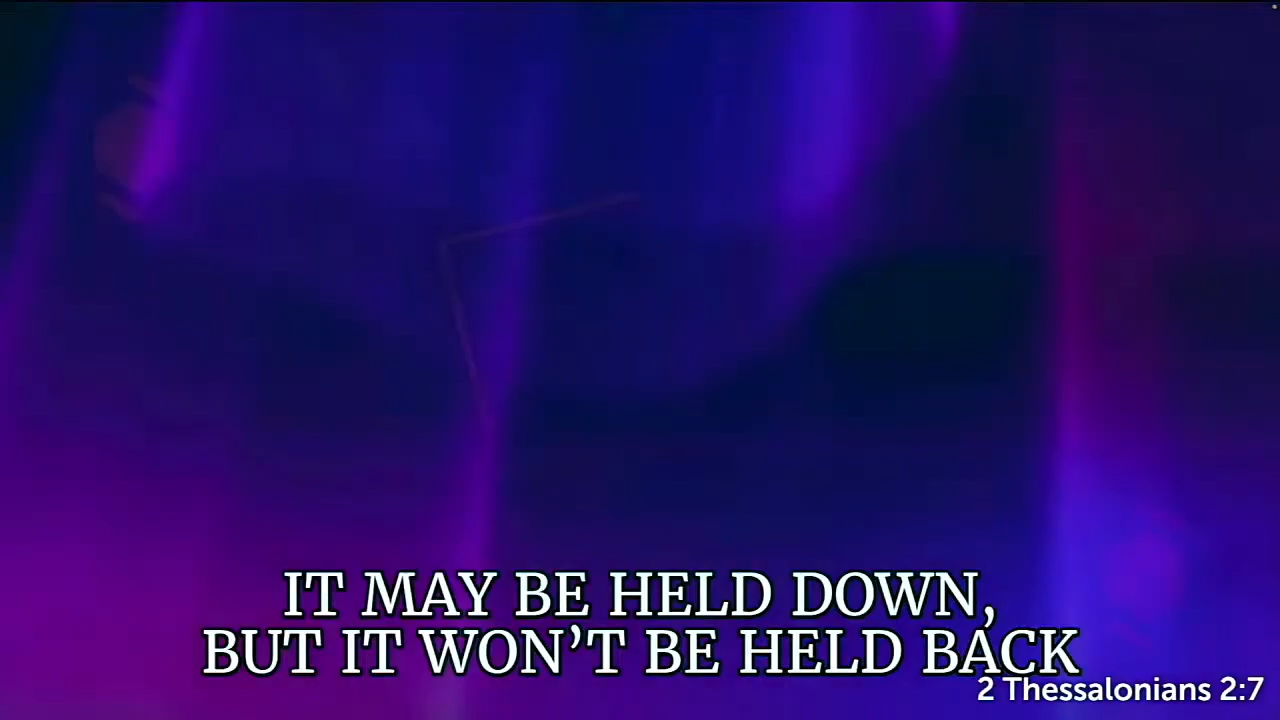 IT MAY BE HELD DOWN,
BUT IT WON’T BE HELD BACK
2 Thessalonians 2:7